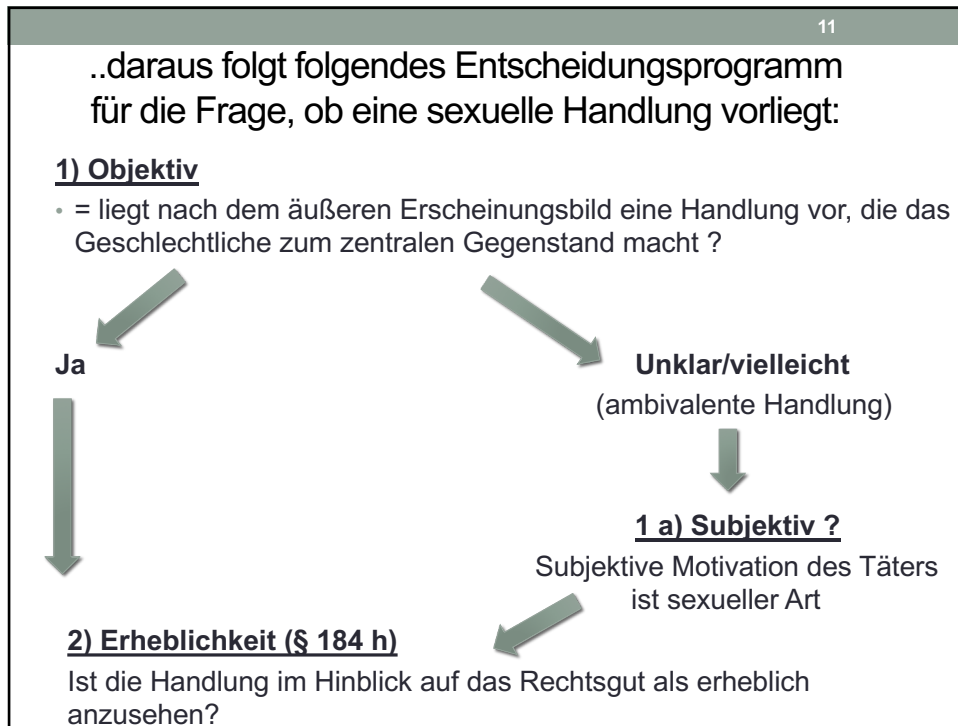 11
..daraus folgt folgendes Entscheidungsprogramm
für die Frage, ob eine sexuelle Handlung vorliegt:
1) Objektiv
• = liegt nach dem äußeren Erscheinungsbild eine Handlung vor, die das
Geschlechtliche zum zentralen Gegenstand macht ?
Ja
Unklar/vielleicht
(ambivalente Handlung)
1 a) Subjektiv ?
Subjektive Motivation des Täters
ist sexueller Art
2) Erheblichkeit (§ 184 h)
Ist die Handlung im Hinblick auf das Rechtsgut als erheblich
anzusehen?